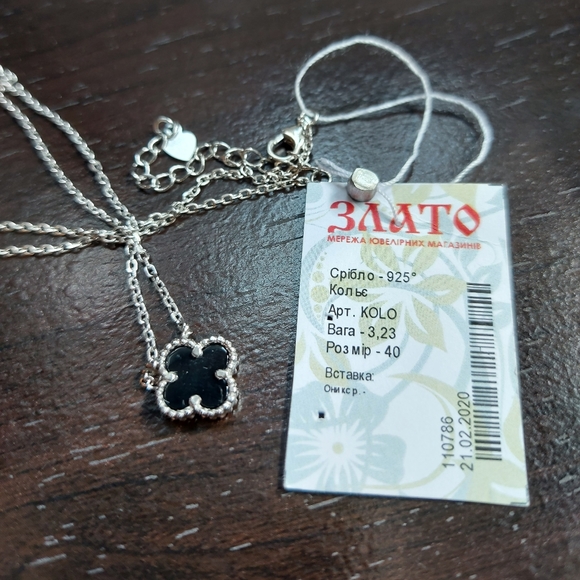 ЗЛАТО
МЕРЕЖА ЮВЕЛІРНИХ МАГАЗИНІВ
Срібло - 925°
Кольє
Арт. KOLO
Вага - 3,23
Розмір - 40
Вставка:
Оникс р. -
110786
21.02.2020